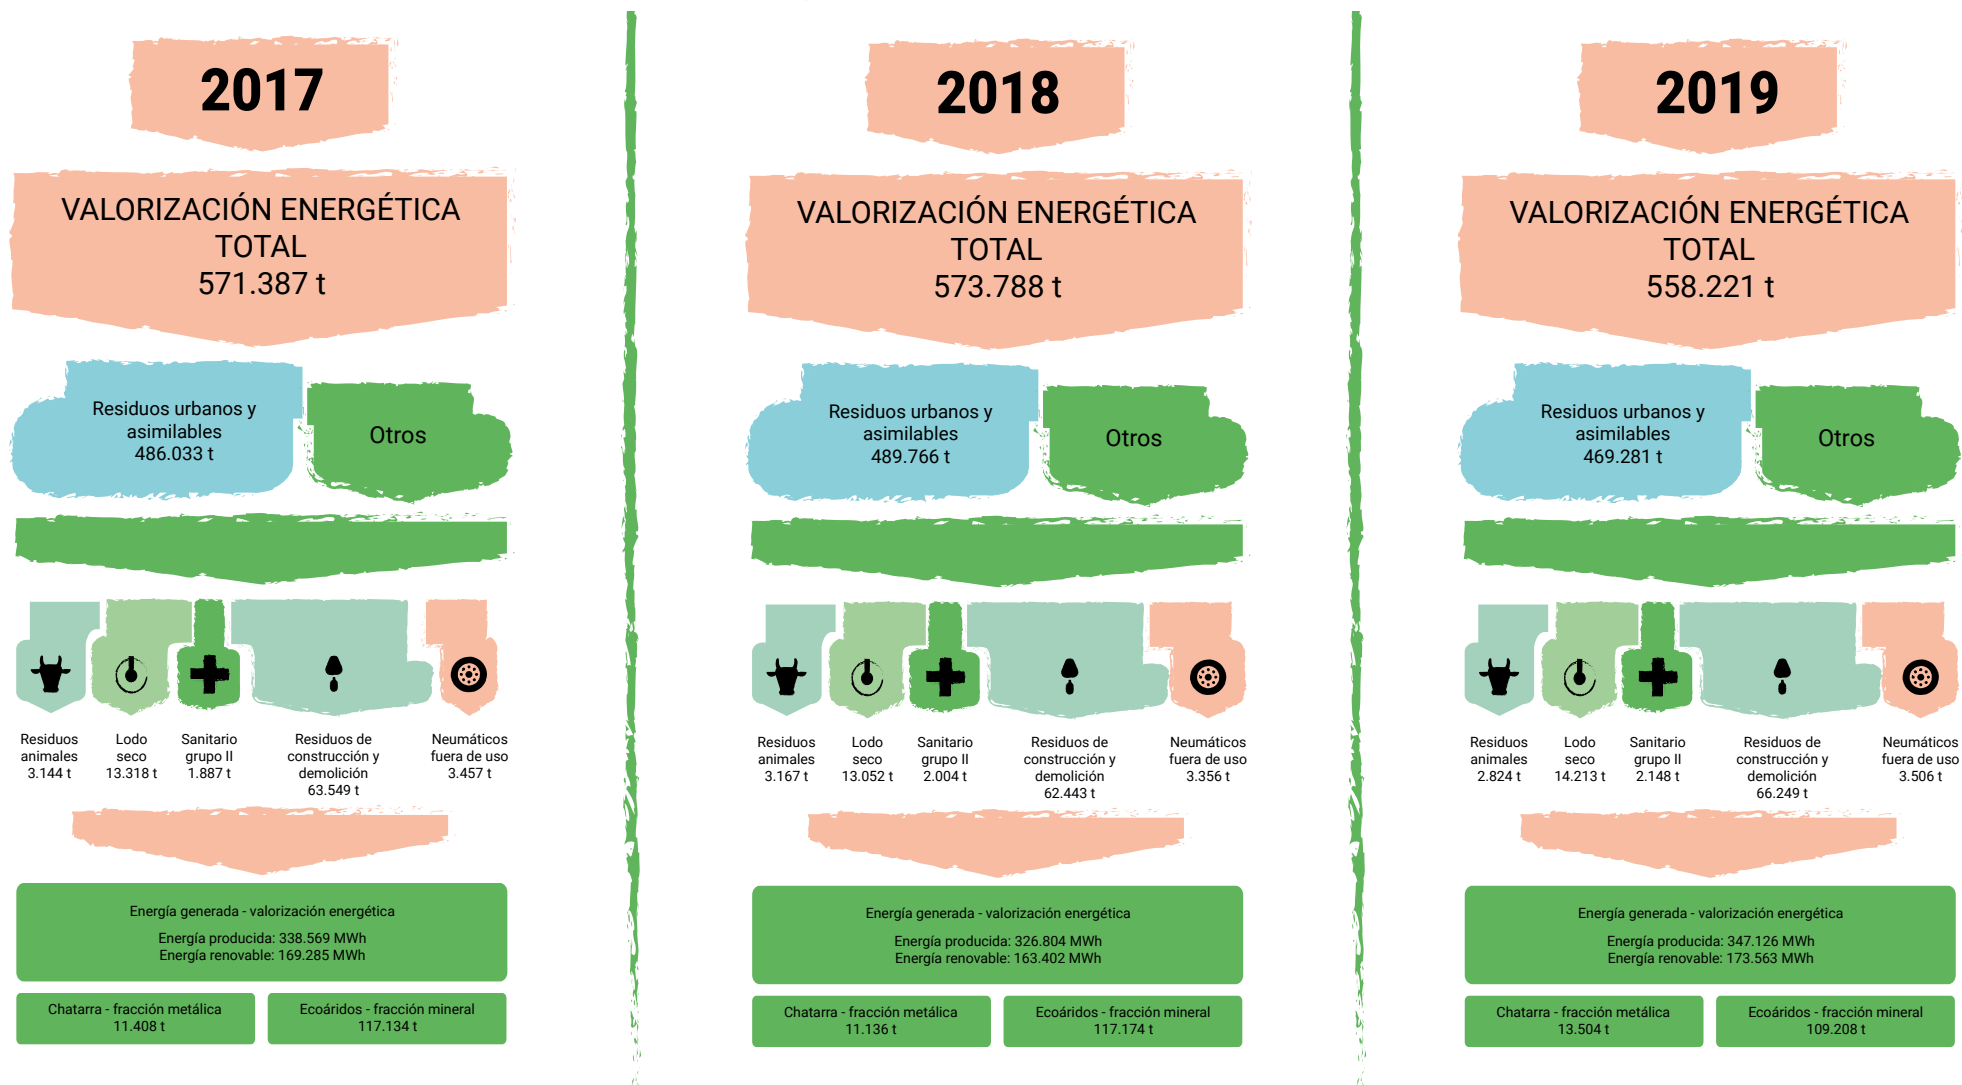 2017
VALORIZACIÓN ENERGÉTICA
TOTAL
571.387 t
Residuos urbanos y
asimilables
486.033 t
Otros
Residuos
animales
3.144 t
Lodo
seco
13.318 t
Sanitario
grupo II
1.887 t
Residuos de
construcción y
demolición
63.549 t
Neumáticos
fuera de uso
3.457 t
Energía generada - valorización energética
Energía producida: 338.569 MWh
Energía renovable: 169.285 MWh
Chatarra - fracción metálica
11.408 t
Ecoáridos - fracción mineral
117.134 t
2018
VALORIZACIÓN ENERGÉTICA
TOTAL
573.788 t
Residuos urbanos y
asimilables
489.766 t
Otros
Residuos
animales
3.167 t
Lodo
seco
13.052 t
Sanitario
grupo II
2.004 t
Residuos de
construcción y
demolición
62.443 t
Neumáticos
fuera de uso
3.356 t
Energía generada - valorización energética
Energía producida: 326.804 MWh
Energía renovable: 163.402 MWh
Chatarra - fracción metálica
11.136 t
Ecoáridos - fracción mineral
117.174 t
2019
VALORIZACIÓN ENERGÉTICA
TOTAL
558.221 t
Residuos urbanos y
asimilables
469.281 t
Otros
Residuos
animales
2.824 t
Lodo
seco
14.213 t
Sanitario
grupo II
2.148 t
Residuos de
construcción y
demolición
66.249 t
Neumáticos
fuera de uso
3.506 t
Energía generada - valorización energética
Energía producida: 347.126 MWh
Energía renovable: 173.563 MWh
Chatarra - fracción metálica
13.504 t
Ecoáridos - fracción mineral
109.208 t